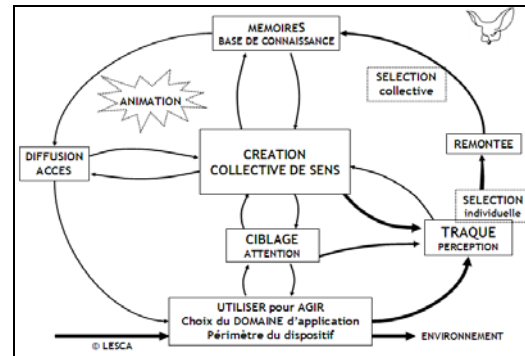 MEMOIRES
BASE DE CONNAISSANCE
SELECTION
collective
ANIMATION
DIFFUSION
ACCES
CREATION
COLLECTIVE DE SENS
REMONTEE
SELECTION
individuelle
TRAQUE
PERCEPTION
CIBLAGE
ATTENTION
UTILISER pour AGIR
Choix du DOMAINE d'application
Périmètre du dispositif
© LESCA
ENVIRONNEMENT